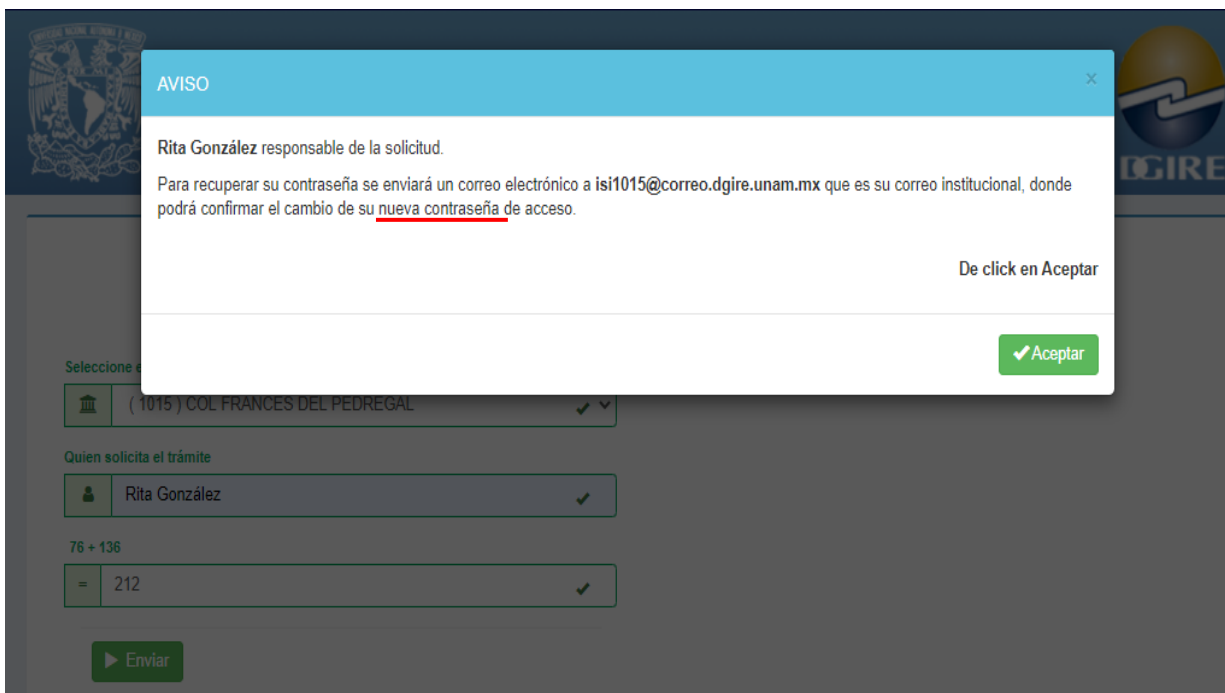 AVISO
x
Rita González responsable de la solicitud.
Para recuperar su contraseña se enviará un correo electrónico a isi1015@correo.dgire.unam.mx que es su correo institucional, donde
podrá confirmar el cambio de su nueva contraseña de acceso.
De click en Aceptar
Aceptar
DGIRE
Seleccione e
( 1015 ) COL FRANCES DEL PEDREGAL
Quien solicita el trámite
Rita González
76 + 136
= 212
Enviar